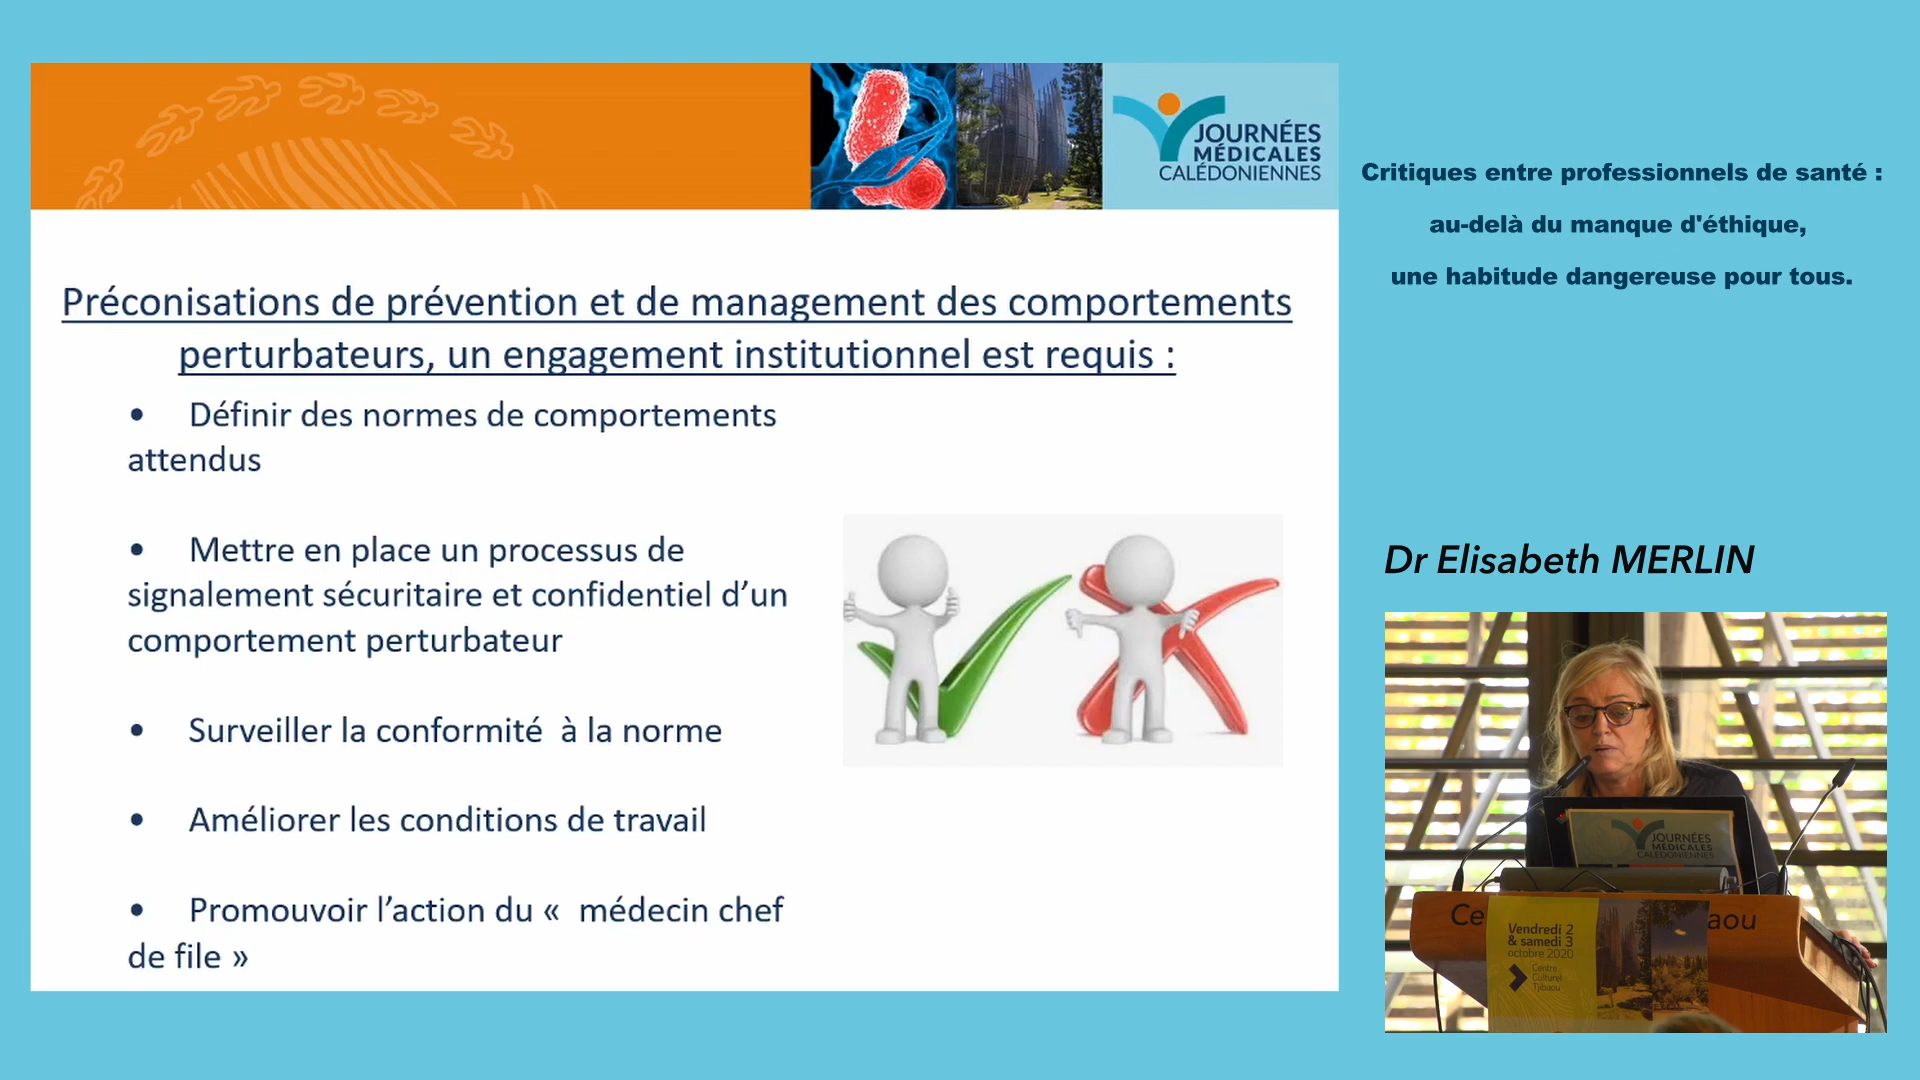 JOURNÉES
MÉDICALES
CALÉDONIENNES
Critiques entre professionnels de santé :
au-delà du manque d'éthique,
une habitude dangereuse pour tous.
Préconisations de prévention et de management des comportements
perturbateurs, un engagement institutionnel est requis :
• Définir des normes de comportements
attendus
• Mettre en place un processus de
signalement sécuritaire et confidentiel d’un
comportement perturbateur
• Surveiller la conformité  à la norme
• Améliorer les conditions de travail
• Promouvoir l’action du «  médecin chef
de file »
Dr Elisabeth MERLIN
JOURNÉES
MÉDICALES
CALÉDONIENNES
Ce
aou
Vendredi 2
& samedi 3
octobre 2020
Centre
Culturel
Tjibaou